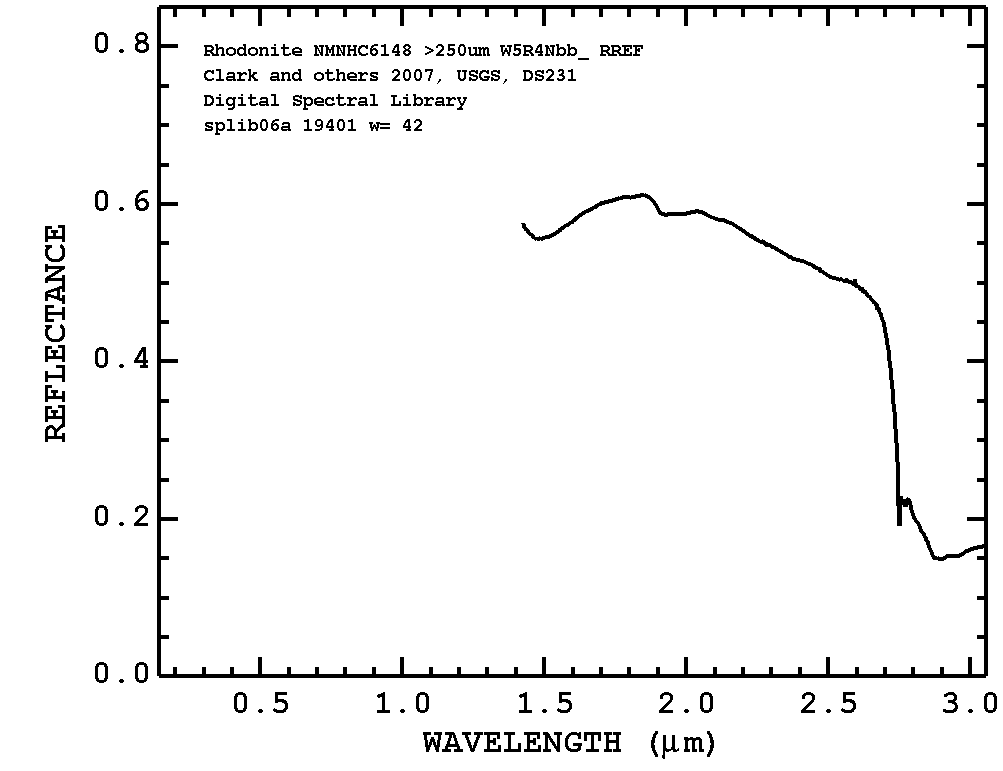 Rhodonite NMNHC6148 >250um W5R4Nbb_ RREF
Clark and others 2007, USGS, DS231
Digital Spectral Library
splib06a 19401 w= 42
0.8
0.6
0.4
0.2
0.0
REFLECTANCE
0.5 1.0 1.5 2.0 2.5 3.0
WAVELENGTH (μm)